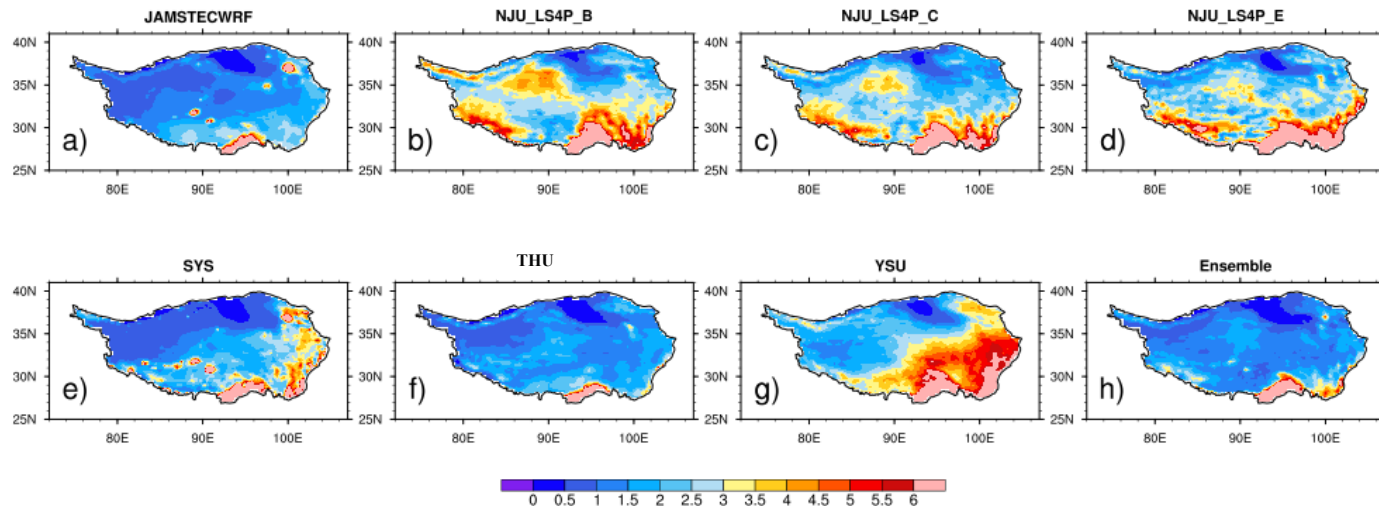 JAMSTECWRF NJU_LS4P_B NJU_LS4P_C NJU_LS4P_E
40N 40N 40N 40N
35N 35N 35N 35N
30N 30N 30N 30N
a) b) c) d)
25N 25N 25N 25N
80E 90E 100E 80E 90E 100E 80E 90E 100E 80E 90E 100E
SYS THU YSU Ensemble
40N 40N 40N 40N
35N 35N 35N 35N
30N 30N 30N 30N
e) f) g) h)
25N 25N 25N 25N
80E 90E 100E 80E 90E 100E 80E 90E 100E 80E 90E 100E
0 0.5 1 1.5 2 2.5 3 3.5 4 4.5 5 5.5 6